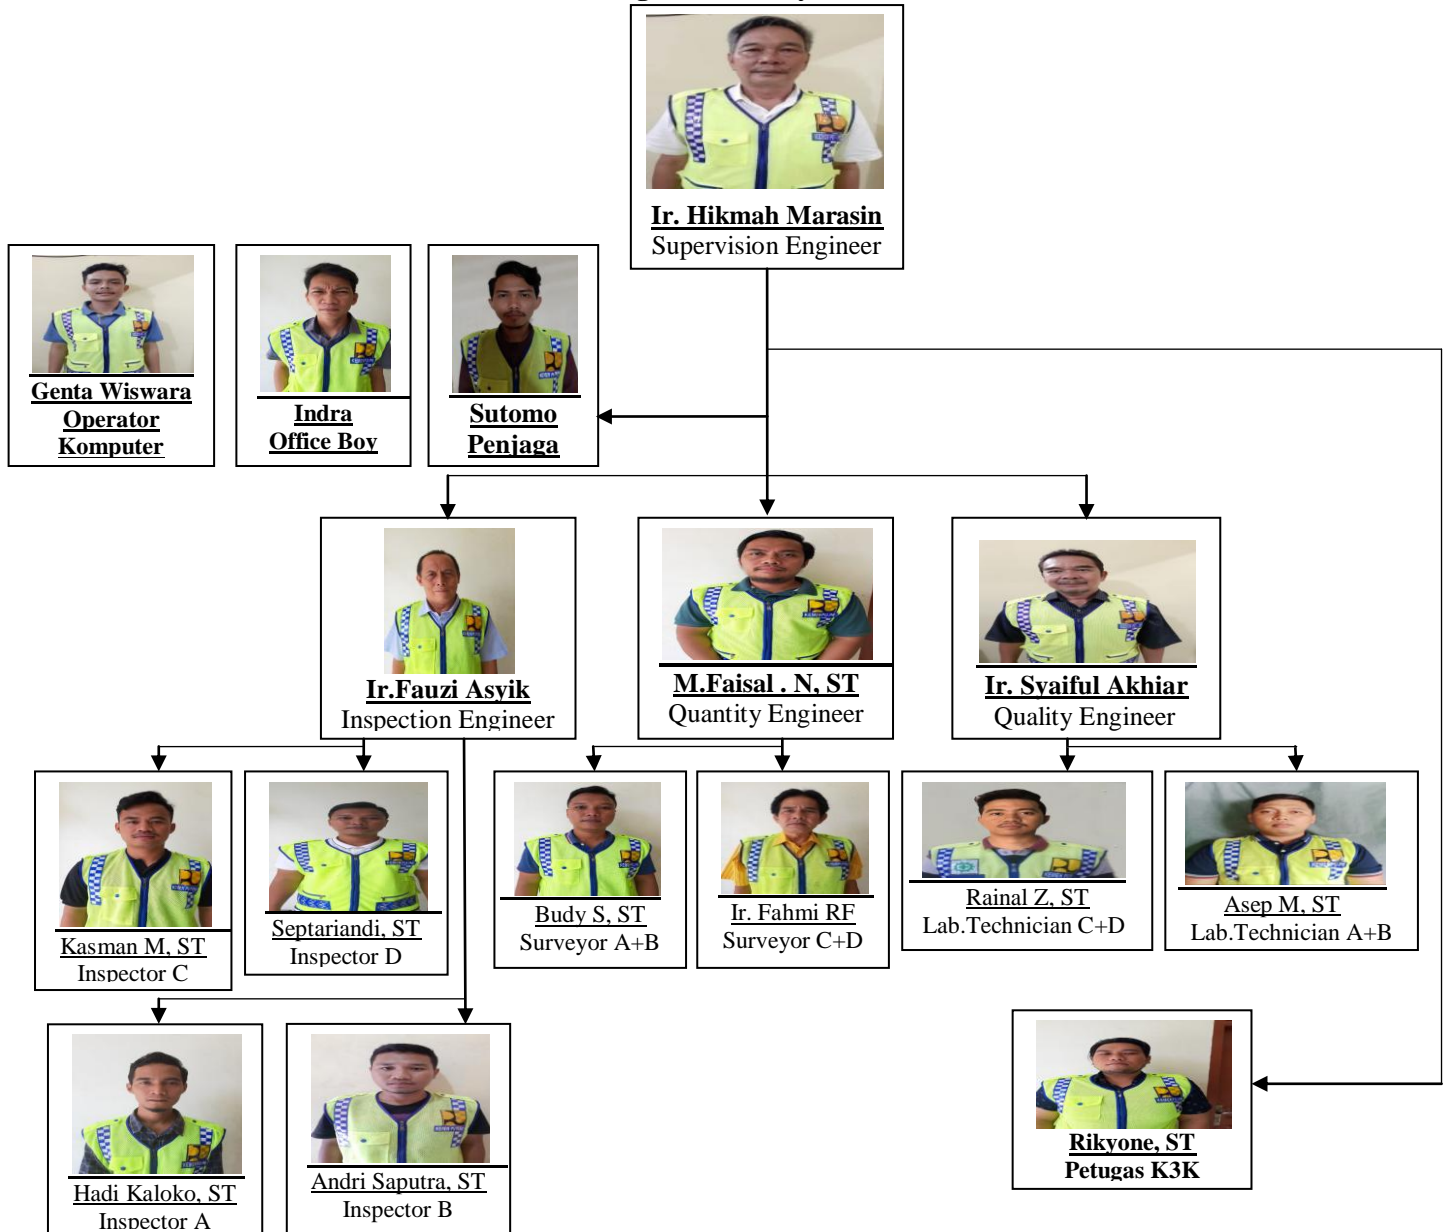 Ir. Hikmah Marasin
Supervision Engineer
Genta Wiswara
Operator
Komputer
Indra
Office Boy
Sutomo
Penjaga
Ir.Fauzi Asyik
Inspection Engineer
M.Faisal . N, ST
Quantity Engineer
Ir. Syaiful Akhiar
Quality Engineer
Kasman M, ST
Inspector C
Septariandi, ST
Inspector D
Budy S, ST
Surveyor A+B
Ir. Fahmi RF
Surveyor C+D
Rainal Z, ST
Lab.Technician C+D
Asep M, ST
Lab.Technician A+B
Hadi Kaloko, ST
Inspector A
Andri Saputra, ST
Inspector B
Rikyone, ST
Petugas K3K